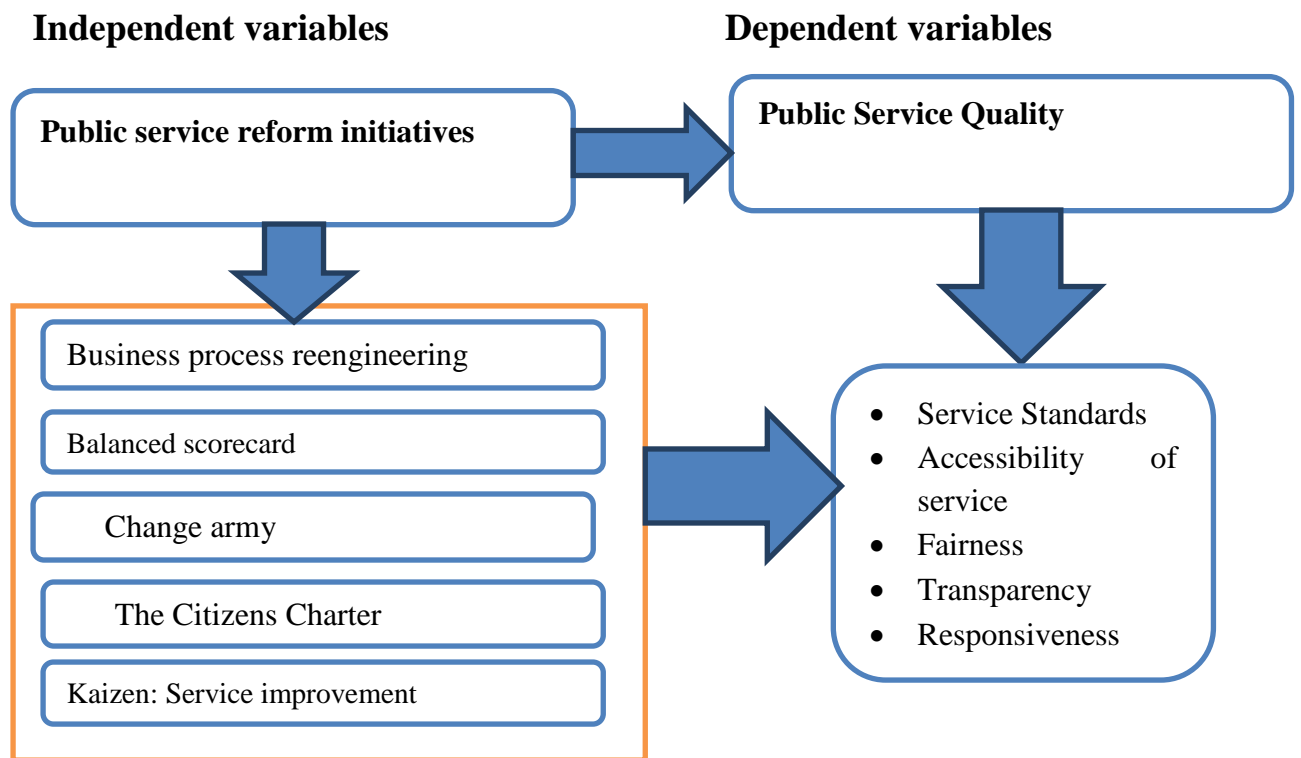 Independent variables
Dependent variables
Public service reform initiatives
Public Service Quality
Business process reengineering
Balanced scorecard
Change army
The Citizens Charter
Kaizen: Service improvement
• Service Standards
• Accessibility of
service
• Fairness
• Transparency
• Responsiveness